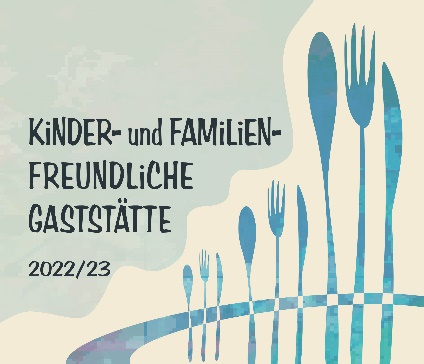 KiNDER- und FAMiLiEN-
FREUNDLiCHE
GASTSTÄTTE
2022/23